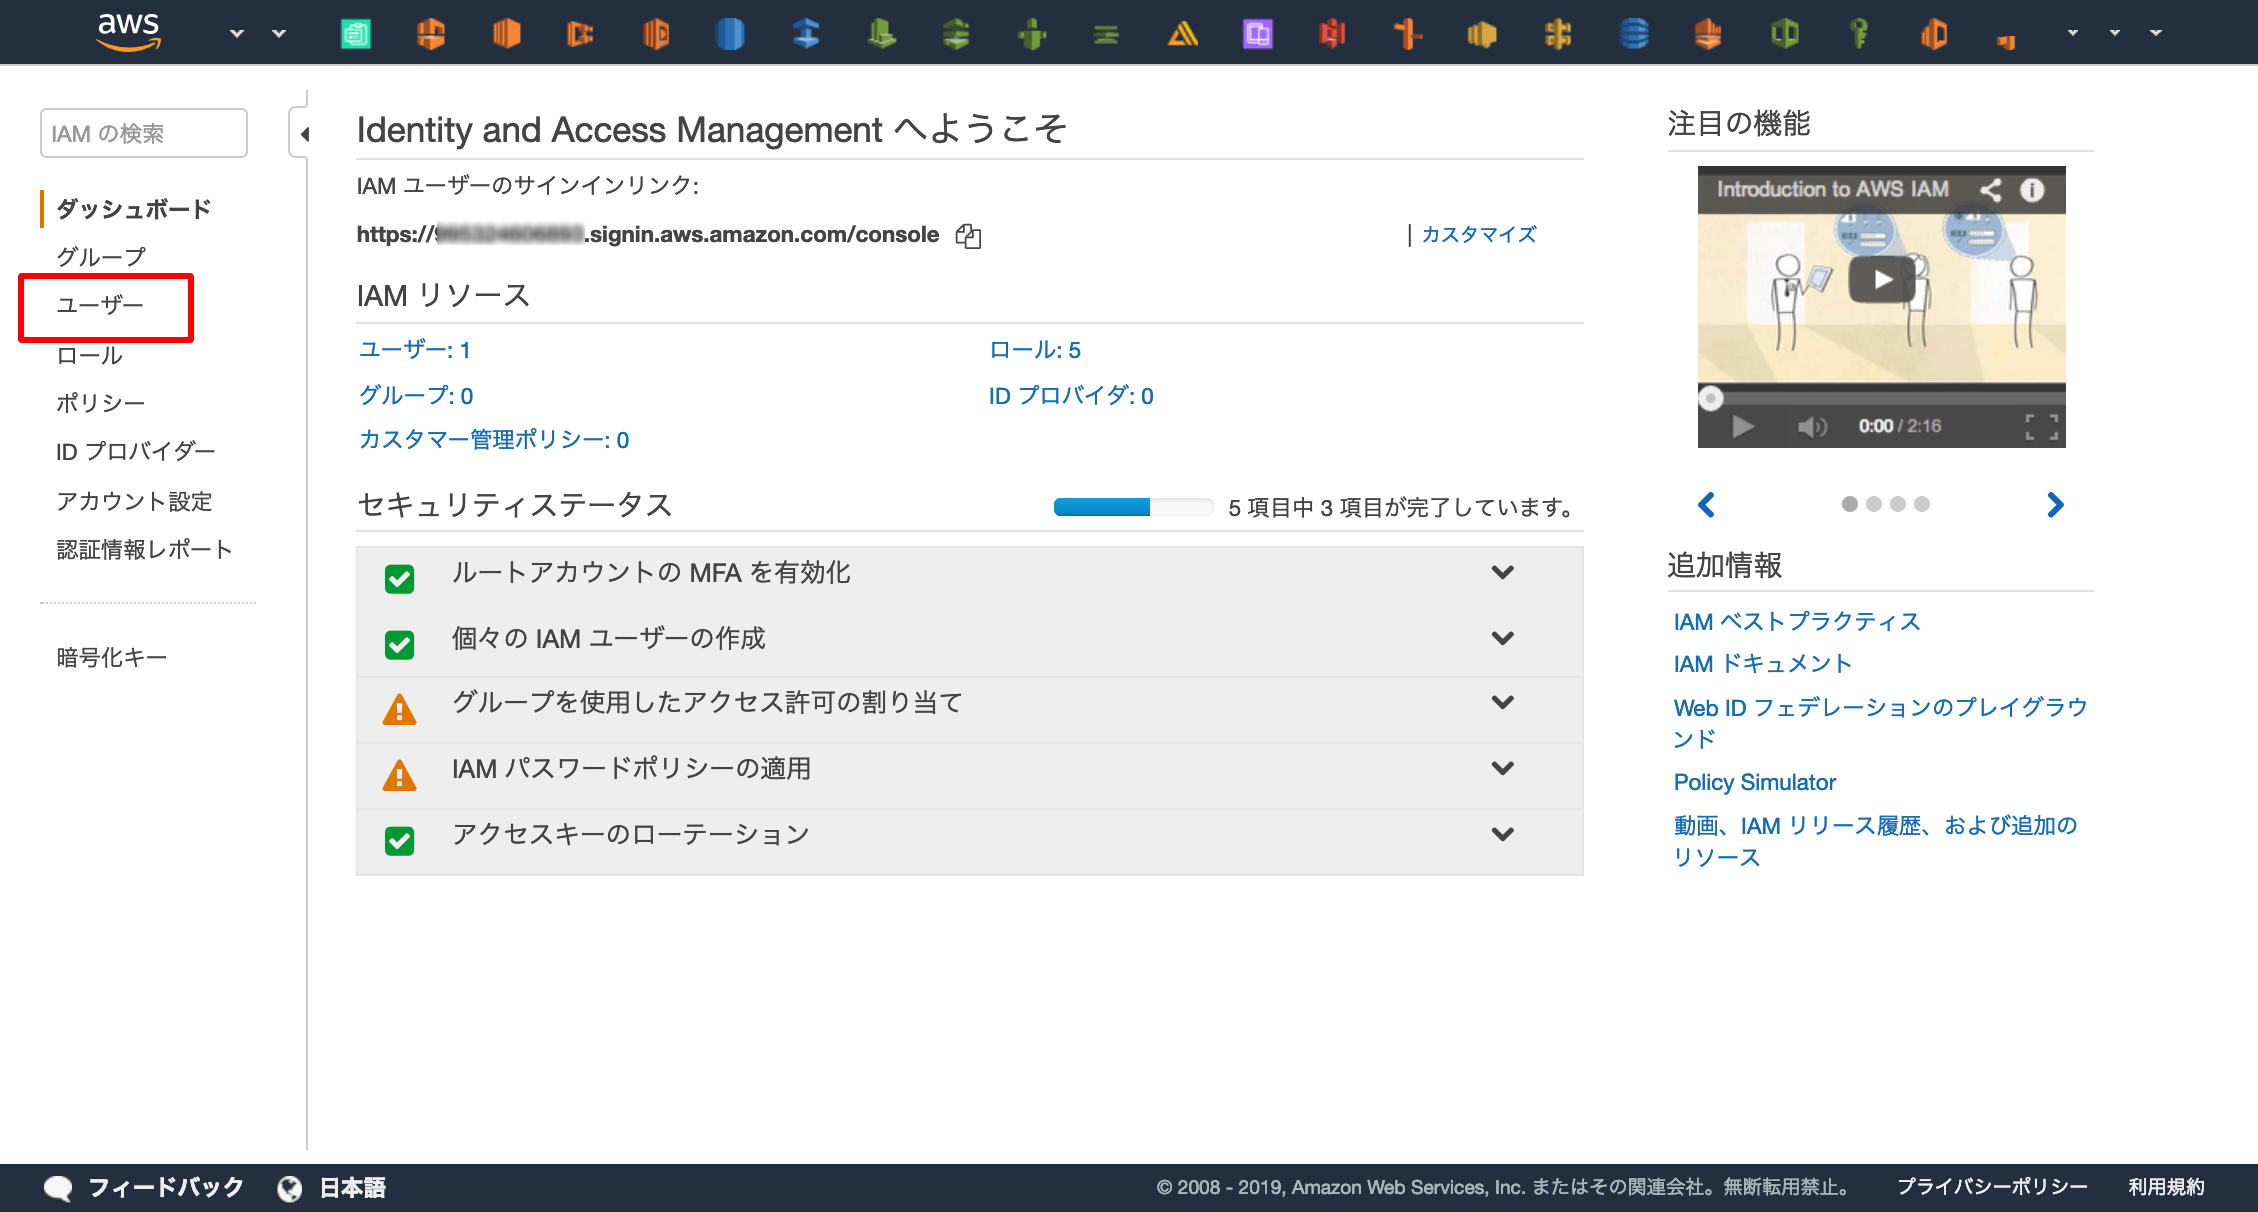 aws
IAM の検索
ダッシュボード
グループ
ユーザー
ロール
ポリシー
ID プロバイダー
アカウント設定
認証情報レポート
暗号化キー
Identity and Access Management へようこそ
IAM ユーザーのサインインリンク:
https://.signin.aws.amazon.com/console
| カスタマイズ
IAM リソース
ユーザー: 1
ロール: 5
グループ: 0
ID プロバイダ: 0
カスタマー管理ポリシー: 0
セキュリティステータス
5 項目中 3 項目が完了しています。
ルートアカウントの MFA を有効化
個々の IAM ユーザーの作成
グループを使用したアクセス許可の割り当て
IAM パスワードポリシーの適用
アクセスキーのローテーション
注目の機能
Introduction to AWS IAM
0:00 / 2:16
追加情報
IAM ベストプラクティス
IAM ドキュメント
Web ID フェデレーションのプレイグラウ
ンド
Policy Simulator
動画、IAM リリース履歴、および追加の
リソース
フィードバック
日本語
© 2008 - 2019, Amazon Web Services, Inc. またはその関連会社。無断転用禁止。
プライバシーポリシー
利用規約